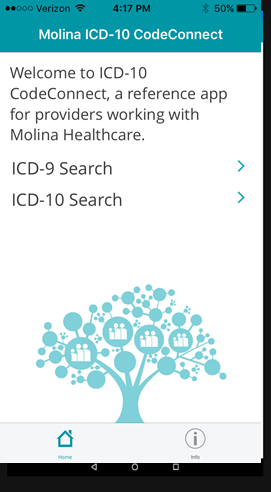 Verizon 4:17 PM 50%
Molina ICD-10 CodeConnect
Welcome to ICD-10
CodeConnect, a reference app
for providers working with
Molina Healthcare.
ICD-9 Search
ICD-10 Search
Home Info